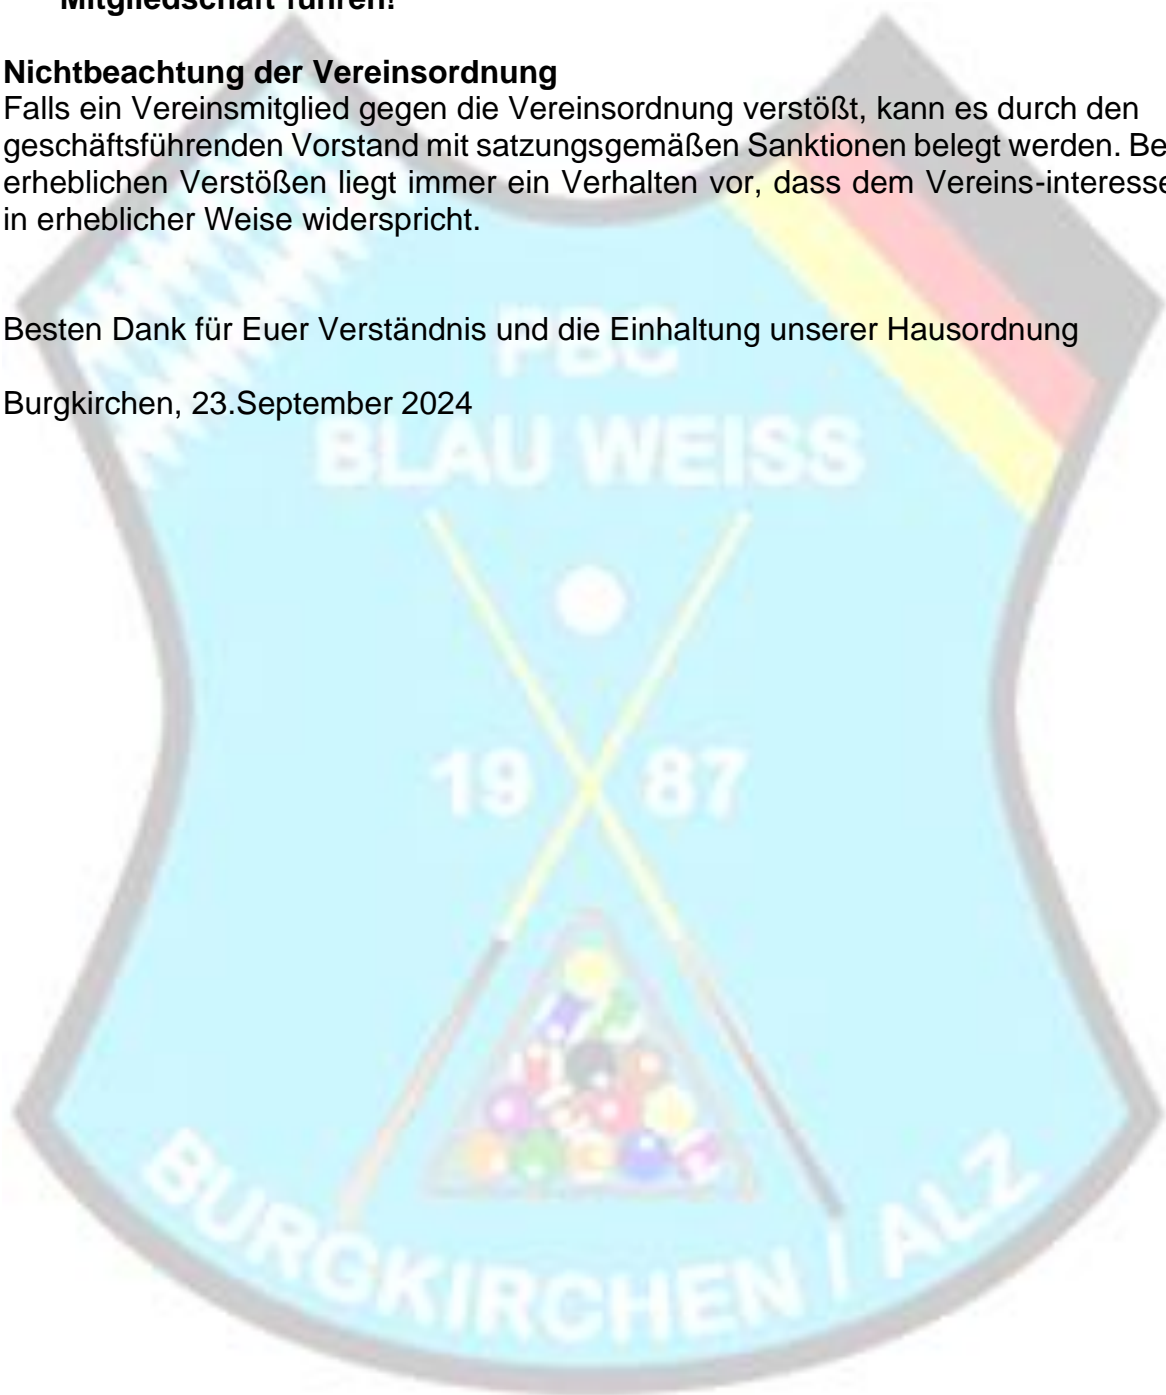 Mitgliedschaft führen!
Nichtbeachtung der Vereinsordnung
Falls ein Vereinsmitglied gegen die Vereinsordnung verstößt, kann es durch den
geschäftsführenden Vorstand mit satzungsgemäßen Sanktionen belegt werden. Be
erheblichen Verstößen liegt immer ein Verhalten vor, dass dem Vereins-interesse
in erheblicher Weise widerspricht.
Besten Dank für Euer Verständnis und die Einhaltung unserer Hausordnung
Burgkirchen, 23.September 2024
PBC
BLAU WEISS
19 87
BURGKIRCHEN / ALZ